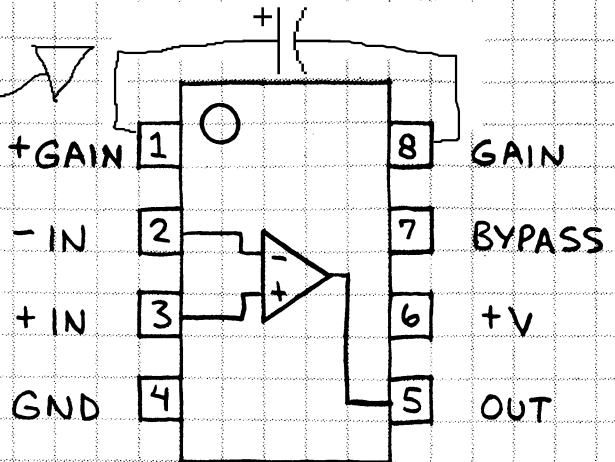 +
+GAIN 1 8 GAIN
- IN 2 7 BYPASS
-
+ IN 3 + 6 +V
GND 4 5 OUT